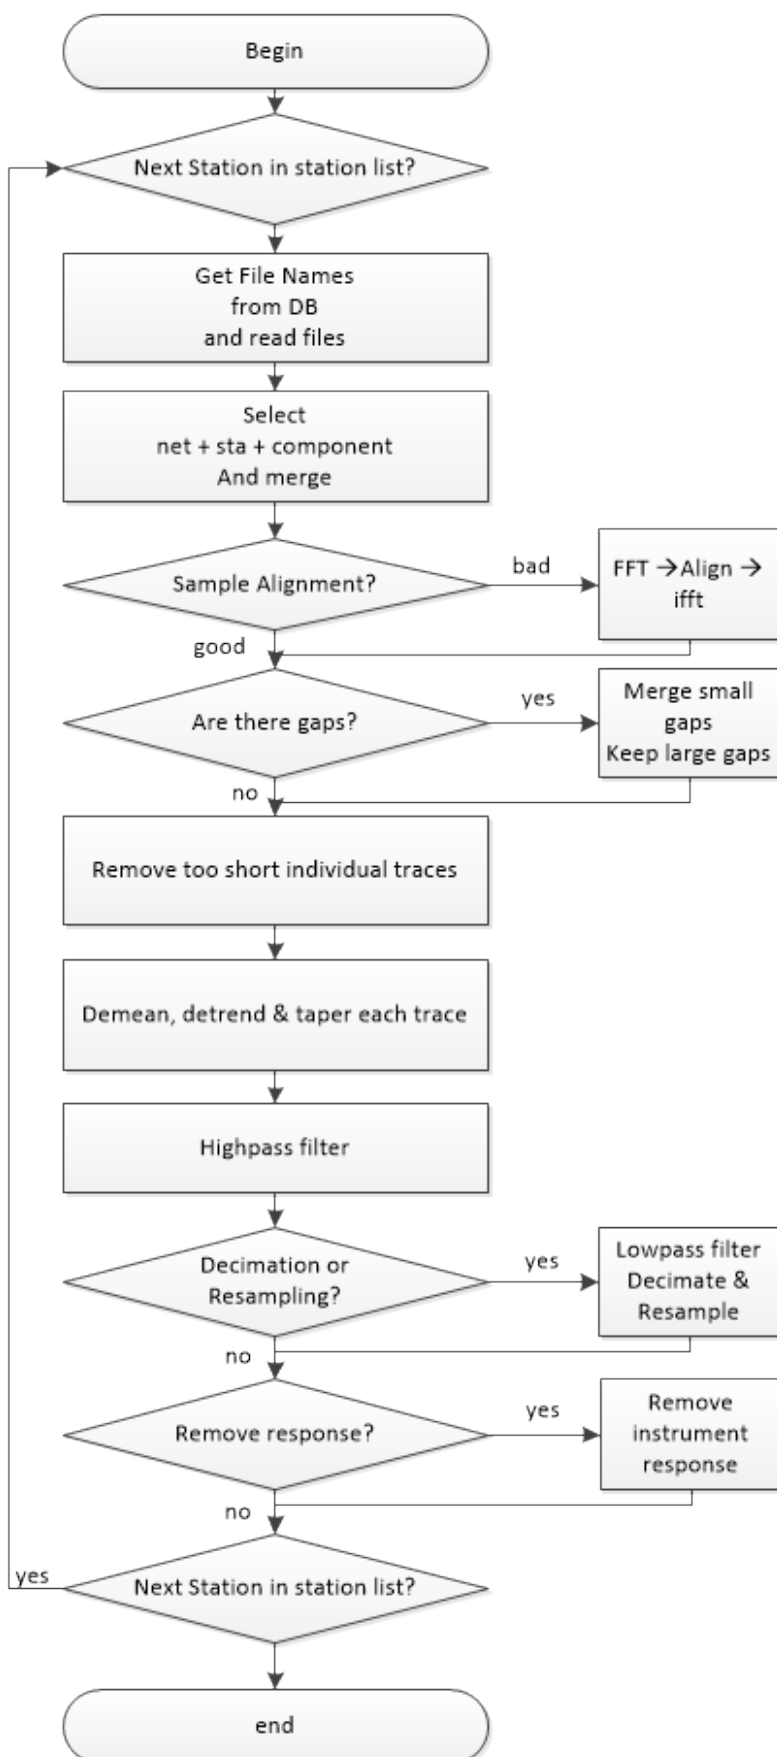 Begin
Next Station in station list?
Get File Names
from DB
and read files
Select
net + sta + component
And merge
Sample Alignment?
bad
FFT →Align →
ifft
good
Are there gaps?
yes
Merge small
gaps
Keep large gaps
no
Remove too short individual traces
Demean, detrend & taper each trace
Highpass filter
Decimation or
Resampling?
yes
Lowpass filter
Decimate &
Resample
no
Remove response?
yes
Remove
instrument
response
no
yes
Next Station in station list?
end